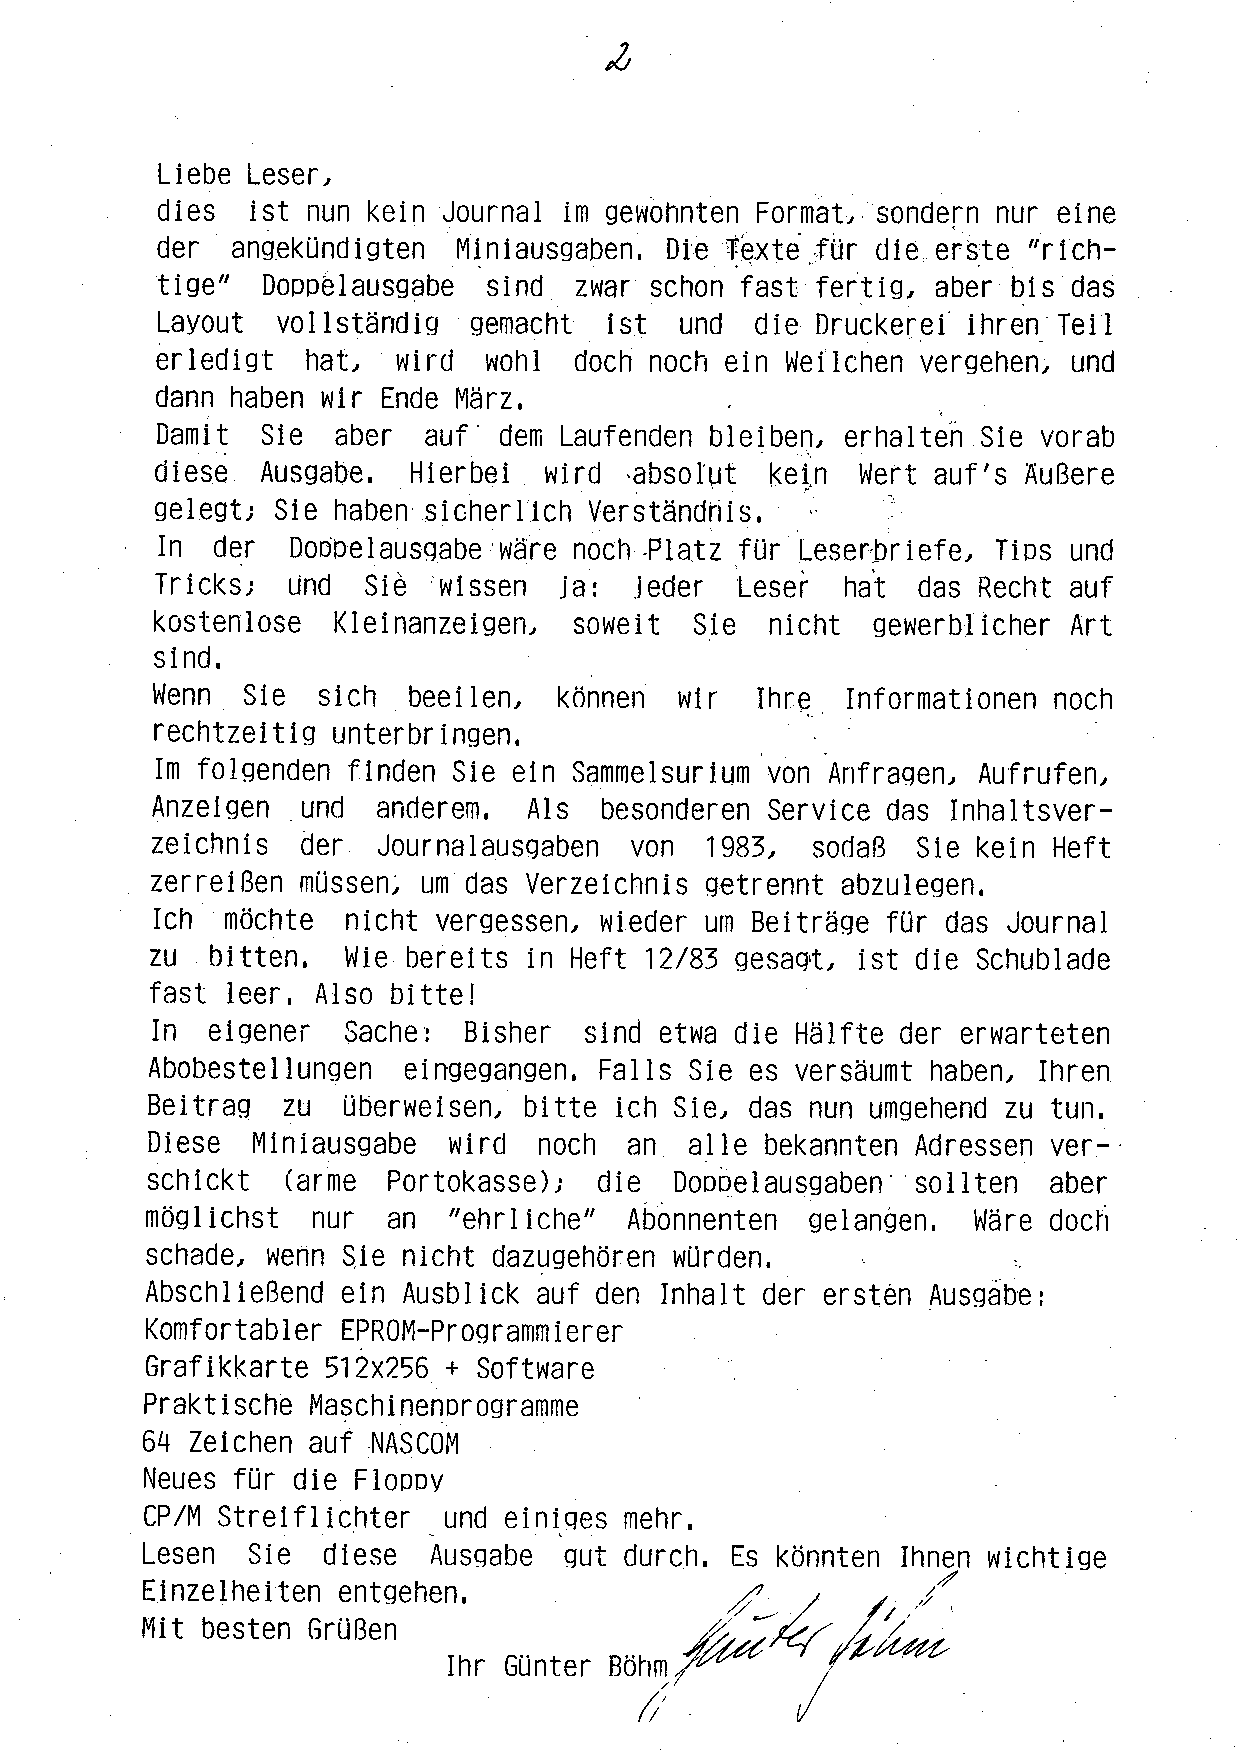 2
Liebe Leser,
dies ist nun kein Journal im gewohnten Format, sondern nur eine
der angekündigten Miniausgaben. Die Texte für die erste "rich-
tige" Doppelausgabe sind zwar schon fast fertig, aber bis das
Layout vollständig gemacht ist und die Druckerei ihren Teil
erledigt hat, wird wohl doch noch ein Weilchen vergehen, und
dann haben wir Ende März.
Damit Sie aber auf dem Laufenden bleiben, erhalten Sie vorab
diese Ausgabe. Hierbei wird absolut kein Wert auf's Äußere
gelegt; Sie haben sicherlich Verständnis.
In der Doppelausgabe wäre noch Platz für Leserbriefe, Tips und
Tricks; und Sie wissen ja: jeder Leser hat das Recht auf
kostenlose Kleinanzeigen, soweit Sie nicht gewerblicher Art
sind.
Wenn Sie sich beeilen, können wir Ihre Informationen noch
rechtzeitig unterbringen.
Im folgenden finden Sie ein Sammelsurium von Anfragen, Aufrufen,
Anzeigen und anderem. Als besonderen Service das Inhaltsver-
zeichnis der Journalausgaben von 1983, sodaß Sie kein Heft
zerreißen müssen, um das Verzeichnis getrennt abzulegen.
Ich möchte nicht vergessen, wieder um Beiträge für das Journal
zu bitten. Wie bereits in Heft 12/83 gesagt, ist die Schublade
fast leer. Also bitte!
In eigener Sache: Bisher sind etwa die Hälfte der erwarteten
Abobestellungen eingegangen. Falls Sie es versäumt haben, Ihren
Beitrag zu überweisen, bitte ich Sie, das nun umgehend zu tun.
Diese Miniausgabe wird noch an alle bekannten Adressen ver-
schickt (arme Portokasse); die Doppelausgaben sollten aber
möglichst nur an "ehrliche" Abonnenten gelangen. Wäre doch
schade, wenn Sie nicht dazugehören würden.
Abschließend ein Ausblick auf den Inhalt der ersten Ausgabe:
Komfortabler EPROM-Programmierer
Grafikkarte 512x256 + Software
Praktische Maschinenprogramme
64 Zeichen auf NASCOM
Neues für die Floppy
CP/M Streiflichter und einiges mehr.
Lesen Sie diese Ausgabe gut durch. Es könnten Ihnen wichtige
Einzelheiten entgehen.
Mit besten Grüßen
Ihr Günter Böhm
Günter Böhm